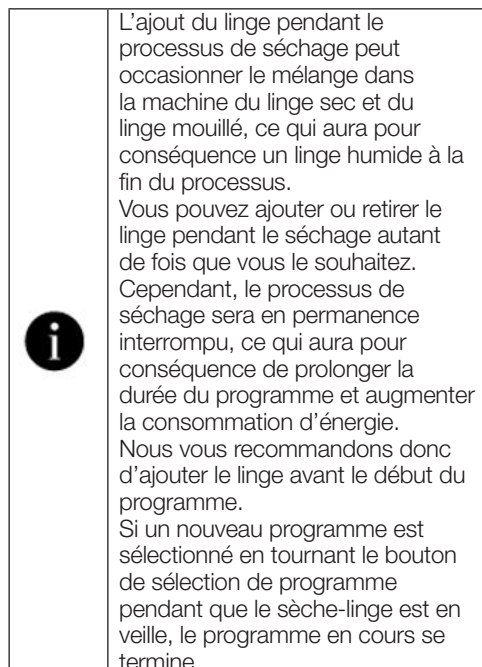 L’ajout du linge pendant le
processus de séchage peut
occasionner le mélange dans
la machine du linge sec et du
linge mouillé, ce qui aura pour
conséquence un linge humide à la
fin du processus.
Vous pouvez ajouter ou retirer le
linge pendant le séchage autant
de fois que vous le souhaitez.
Cependant, le processus de
séchage sera en permanence
interrompu, ce qui aura pour
conséquence de prolonger la
durée du programme et augmenter
la consommation d’énergie.
Nous vous recommandons donc
d’ajouter le linge avant le début du
programme.
Si un nouveau programme est
sélectionné en tournant le bouton
de sélection de programme
pendant que le sèche-linge est en
veille, le programme en cours se
termine